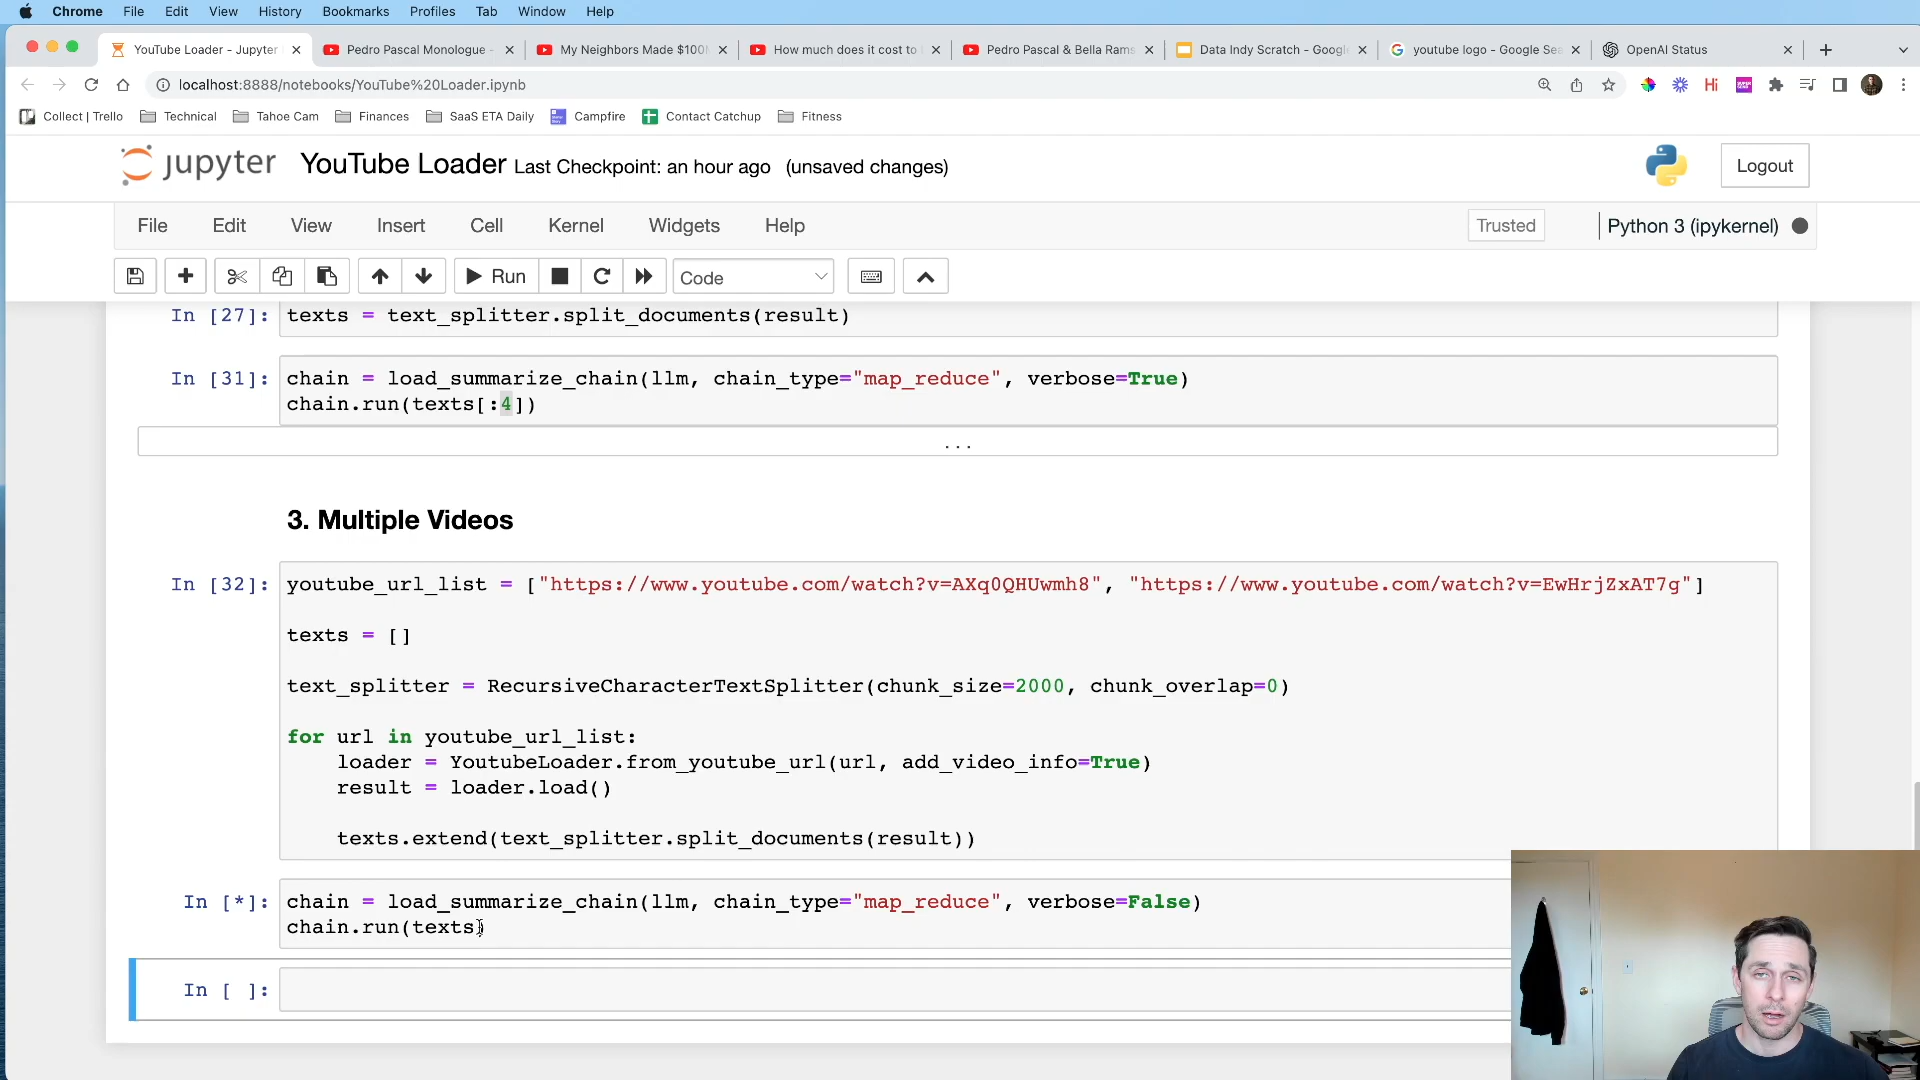 Chrome File Edit View History Bookmarks Profiles Tab Window Help
YouTube Loader - Jupyter
Pedro Pascal Monologue -
My Neighbors Made $100
How much does it cost to
Pedro Pascal & Bella Rams
Data Indy Scratch - Google
youtube logo - Google Sea
OpenAI Status
localhost:8888/notebooks/YouTube%20Loader.ipynb
Hi
Collect | Trello Technical Tahoe Cam Finances SaaS ETA Daily Campfire Contact Catchup Fitness
jupyter YouTube Loader Last Checkpoint: an hour ago (unsaved changes)
Logout
File Edit View Insert Cell Kernel Widgets Help
Trusted Python 3 (ipykernel)
Run Code
In [27]: texts = text_splitter.split_documents(result)
In [31]: chain = load_summarize_chain(llm, chain_type="map_reduce", verbose=True)
chain.run(texts[:4])
...
3. Multiple Videos
In [32]: youtube_url_list = ["https://www.youtube.com/watch?v=AXq0QHUwmh8", "https://www.youtube.com/watch?v=EwHrjZxAT7g"]
texts = []
text_splitter = RecursiveCharacterTextSplitter(chunk_size=2000, chunk_overlap=0)
for url in youtube_url_list:
loader = YoutubeLoader.from_youtube_url(url, add_video_info=True)
result = loader.load()
texts.extend(text_splitter.split_documents(result))
In [*]: chain = load_summarize_chain(llm, chain_type="map_reduce", verbose=False)
chain.run(texts)
In [ ]: